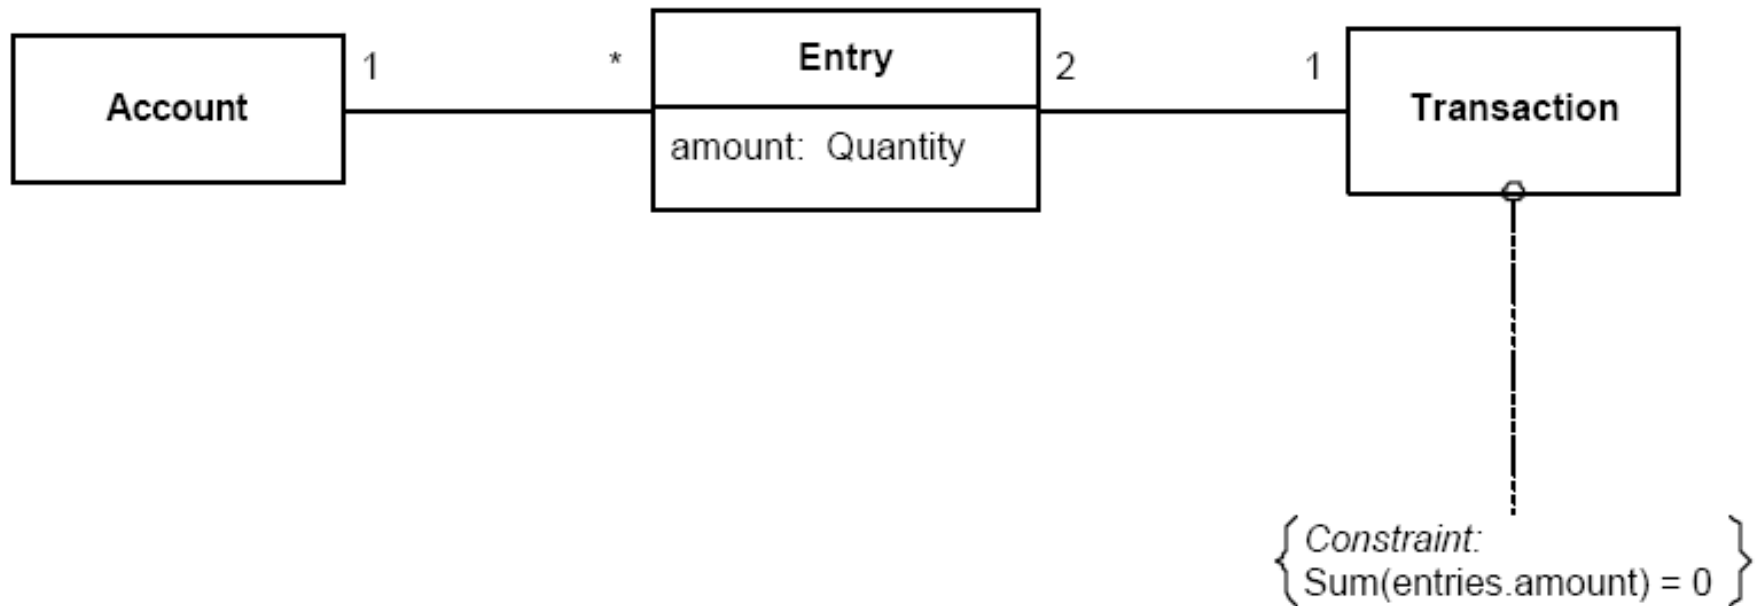 Account
1
*
Entry
amount: Quantity
2
1
Transaction
Constraint:
Sum(entries.amount) = 0